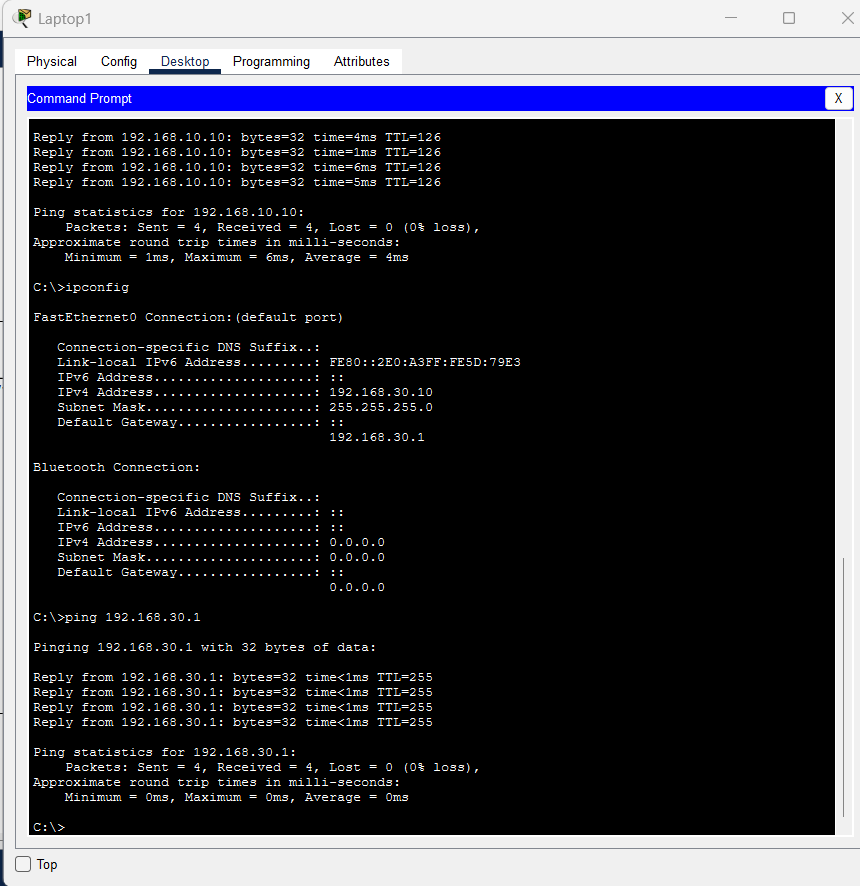 Laptop1
Physical Config Desktop Programming Attributes
Command Prompt
X
Reply from 192.168.10.10: bytes=32 time=4ms TTL=126
Reply from 192.168.10.10: bytes=32 time=1ms TTL=126
Reply from 192.168.10.10: bytes=32 time=6ms TTL=126
Reply from 192.168.10.10: bytes=32 time=5ms TTL=126
Ping statistics for 192.168.10.10:
Packets: Sent = 4, Received = 4, Lost = 0 (0% loss),
Approximate round trip times in milli-seconds:
Minimum = 1ms, Maximum = 6ms, Average = 4ms
C:\>ipconfig
FastEthernet0 Connection:(default port)
Connection-specific DNS Suffix..:
Link-local IPv6 Address.........: FE80::2E0:A3FF:FE5D:79E3
IPv6 Address....................: ::
IPv4 Address....................: 192.168.30.10
Subnet Mask.....................: 255.255.255.0
Default Gateway.................: ::
192.168.30.1
Bluetooth Connection:
Connection-specific DNS Suffix..:
Link-local IPv6 Address.........: ::
IPv6 Address....................: ::
IPv4 Address....................: 0.0.0.0
Subnet Mask.....................: 0.0.0.0
Default Gateway.................: ::
0.0.0.0
C:\>ping 192.168.30.1
Pinging 192.168.30.1 with 32 bytes of data:
Reply from 192.168.30.1: bytes=32 time<1ms TTL=255
Reply from 192.168.30.1: bytes=32 time<1ms TTL=255
Reply from 192.168.30.1: bytes=32 time<1ms TTL=255
Reply from 192.168.30.1: bytes=32 time<1ms TTL=255
Ping statistics for 192.168.30.1:
Packets: Sent = 4, Received = 4, Lost = 0 (0% loss),
Approximate round trip times in milli-seconds:
Minimum = 0ms, Maximum = 0ms, Average = 0ms
C:\>
Top